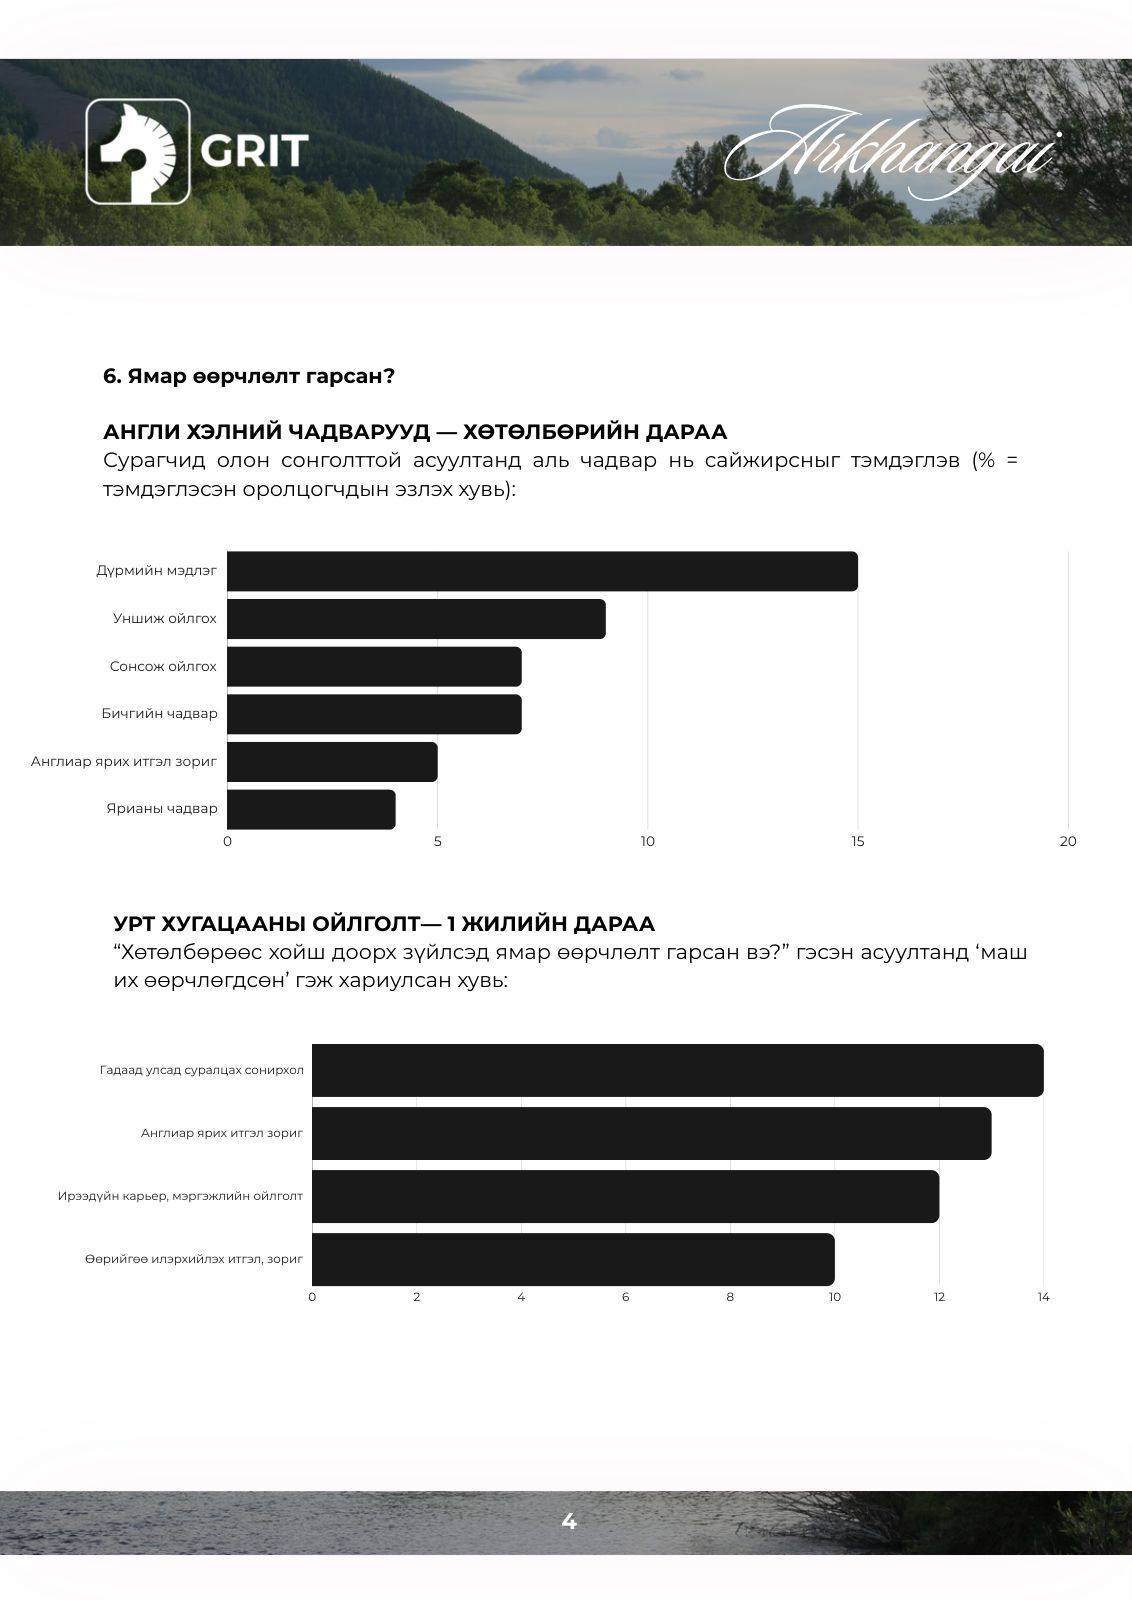 GRIT
Arkhangai
6. Ямар өөрчлөлт гарсан?
АНГЛИ ХЭЛНИЙ ЧАДВАРУУД — ХӨТӨЛБӨРИЙН ДАРАА
Сурагчид олон сонголттой асуултанд аль чадвар нь сайжирсныг тэмдэглэв (% =
тэмдэглэсэн оролцогчдын эзлэх хувь):
Дүрмийн мэдлэг
Уншиж ойлгох
Сонсож ойлгох
Бичгийн чадвар
Англиар ярих итгэл зориг
Ярианы чадвар
0 5 10 15 20
УРТ ХУГАЦААНЫ ОЙЛГОЛТ— 1 ЖИЛИЙН ДАРАА
“Хөтөлбөрөөс хойш доорх зүйлсэд ямар өөрчлөлт гарсан вэ?” гэсэн асуултанд ‘маш
их өөрчлөгдсөн’ гэж хариулсан хувь:
Гадаад улсад суралцах сонирхол
Англиар ярих итгэл зориг
Ирээдүйн карьер, мэргэжлийн ойлголт
Өөрийгөө илэрхийлэх итгэл, зориг
0 2 4 6 8 10 12 14
4